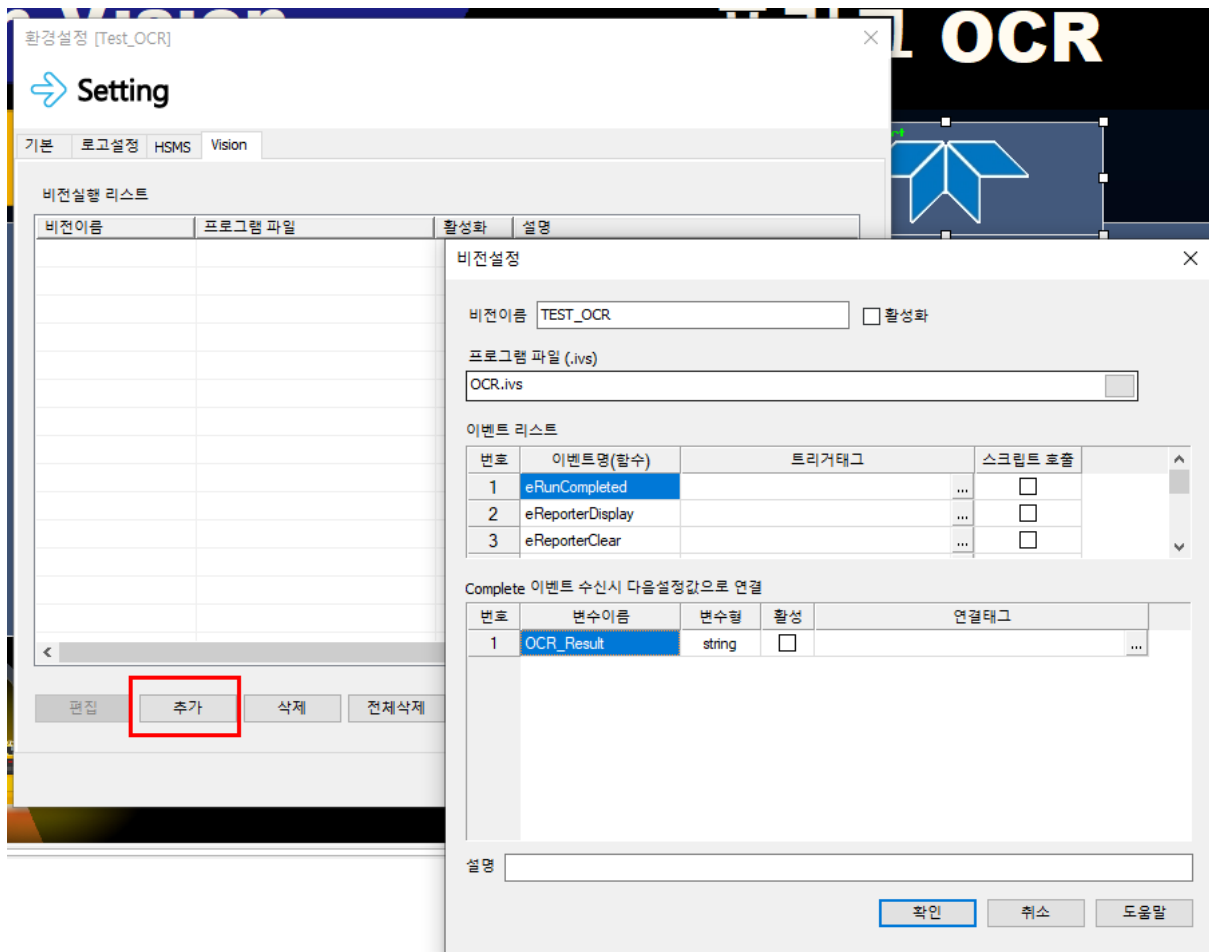 Vision
OCR
환경설정 [Test_OCR]
Setting
기본 로고설정 HSMS Vision
비전실행 리스트
비전이름 프로그램 파일 활성화 설명
편집 추가 삭제 전체삭제
비전설정
비전이름 TEST_OCR 활성화
프로그램 파일 (.ivs)
OCR.ivs
이벤트 리스트
번호 이벤트명(함수) 트리거태그 스크립트 호출
1 eRunCompleted ...
2 eReporterDisplay ...
3 eReporterClear ...
Complete 이벤트 수신시 다음설정값으로 연결
번호 변수이름 변수형 활성 연결태그
1 OCR_Result string ...
설명
확인 취소 도움말